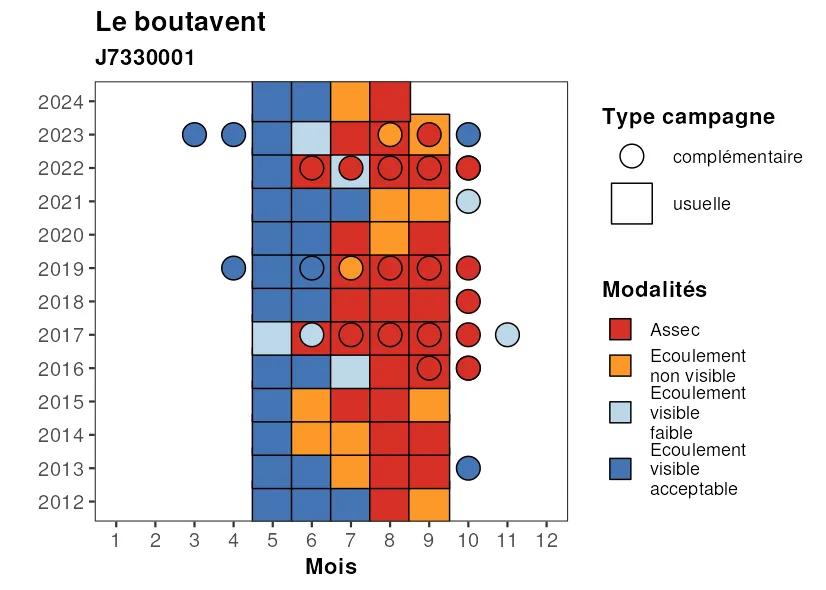 Le boutavent
J7330001
2024
2023
2022
2021
2020
2019
2018
2017
2016
2015
2014
2013
2012
1 2 3 4 5 6 7 8 9 10 11 12
Mois
Type campagne
complémentaire
usuelle
Modalités
Assec
Ecoulement
non visible
Ecoulement
visible
faible
Ecoulement
visible
acceptable